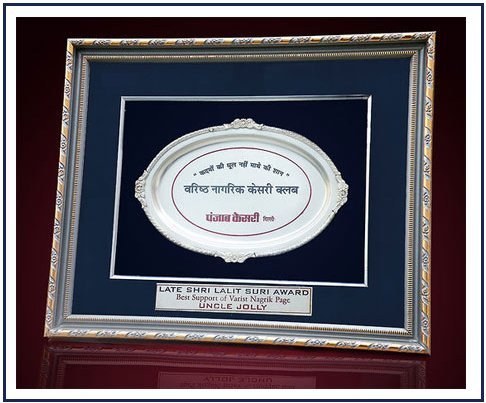 " कदमों की धूल नहीं माथे की शान "
वरिष्ठ नागरिक केसरी क्लब
पंजाब केसरी दिल्ली
LATE SHRI LALIT SURI AWARD
Best Support of Varist Nagrik Page
UNCLE JOLLY